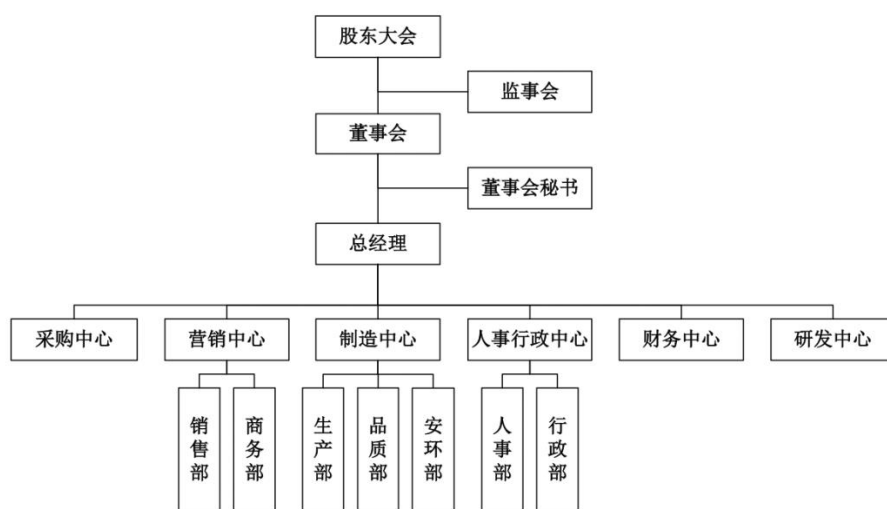 股东大会
监事会
董事会
董事会秘书
总经理
采购中心
营销中心
制造中心
人事行政中心
财务中心
研发中心
销售部
商务部
生产部
品质部
安环部
人事部
行政部